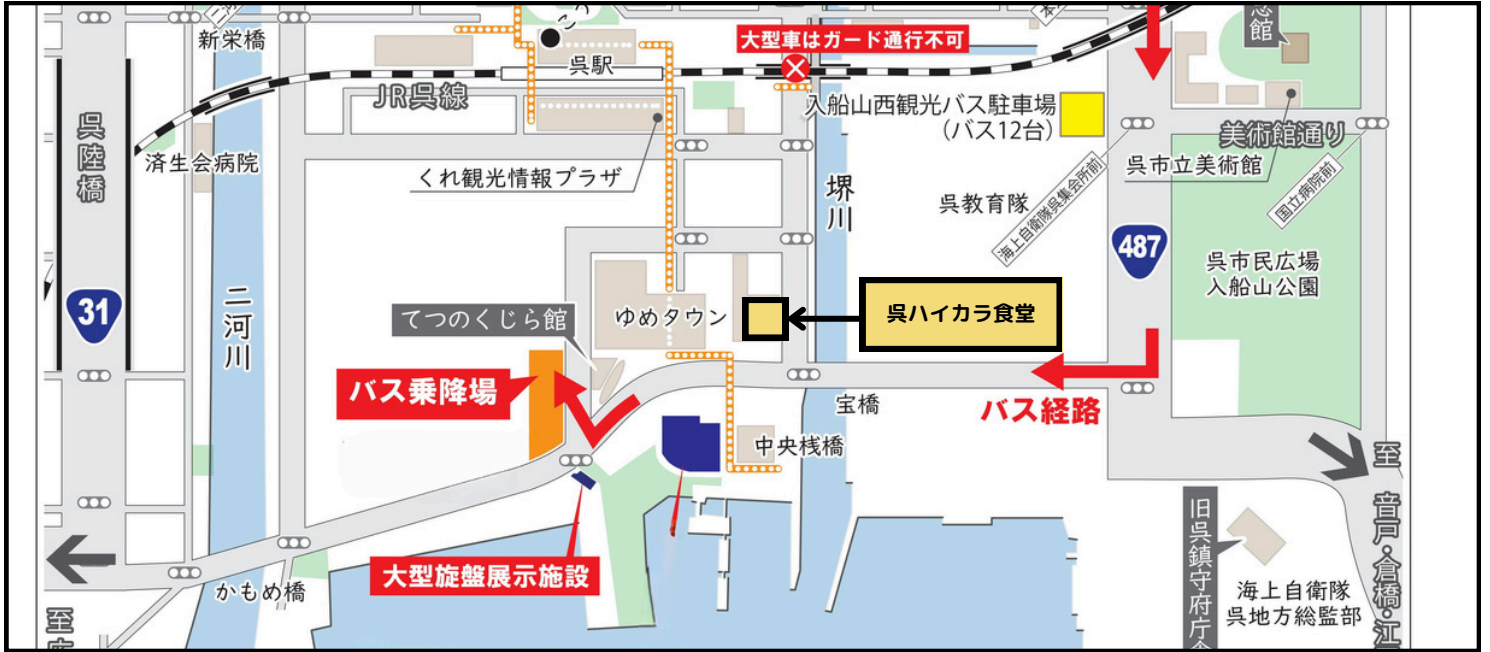 新栄橋
こう
大型車はガード通行不可
念館
呉駅
JR呉線
呉陸橋
済生会病院
くれ観光情報プラザ
入船山西観光バス駐車場
(バス12台)
美術館通り
呉市立美術館
海上自衛隊呉集会所前
国立病院前
堺川
呉教育隊
487
呉市民広場
入船山公園
31
二河川
てつのくじら館
ゆめタウン
呉ハイカラ食堂
バス乗降場
宝橋
バス経路
中央桟橋
大型旋盤展示施設
かもめ橋
至
音戸・倉橋・江
旧呉鎮守府庁舎
海上自衛隊
呉地方総監部
至